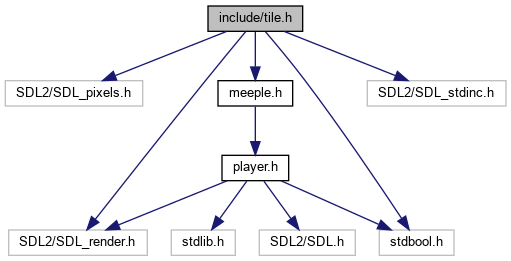 include/tile.h
SDL2/SDL_pixels.h
meeple.h
SDL2/SDL_stdinc.h
player.h
SDL2/SDL_render.h
stdlib.h
SDL2/SDL.h
stdbool.h